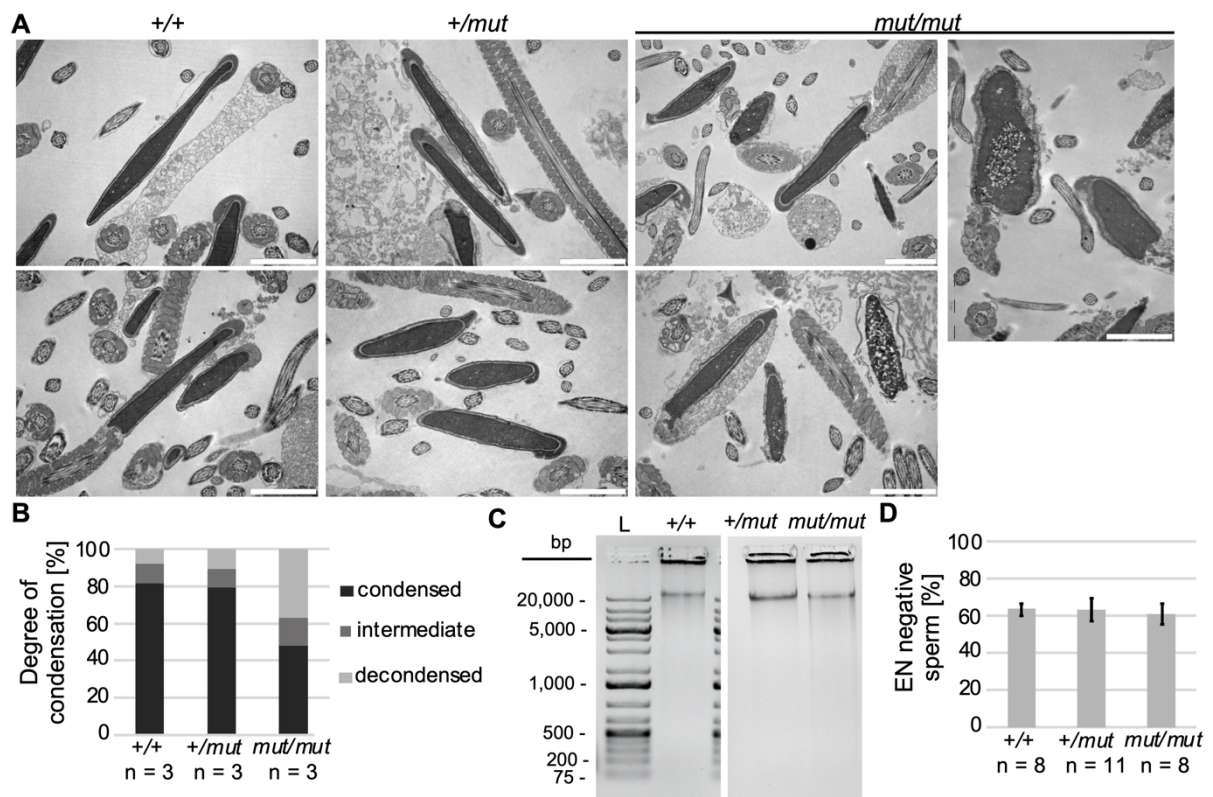 A
+/+
+/mut
mut/mut
B
Degree of
condensation [%]
100
80
60
40
20
0
+/+
+/mut
mut/mut
n = 3
n = 3
n = 3
condensed
intermediate
decondensed
C
L
+/+
+/mut
mut/mut
bp
20,000 -
5,000 -
1,000 -
500 -
200 -
75 -
D
EN negative
sperm [%]
100
80
60
40
20
0
+/+
+/mut
mut/mut
n = 8
n = 11
n = 8